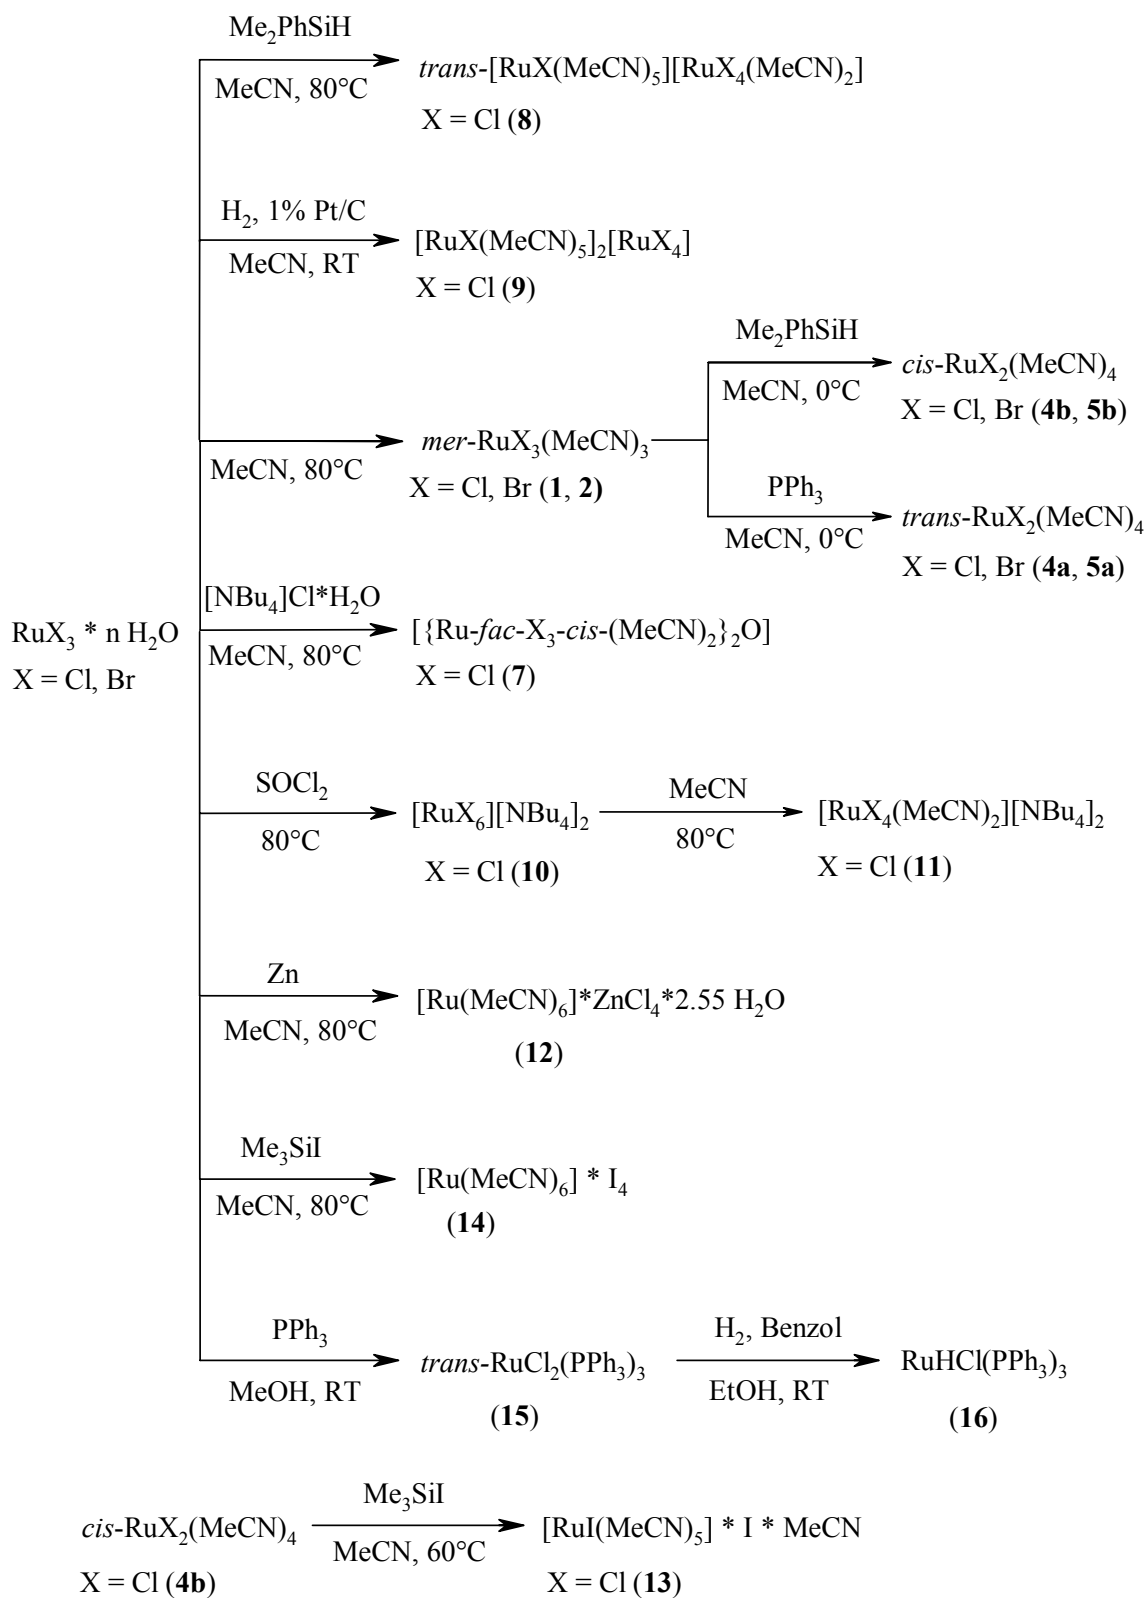 Me₂PhSiH
MeCN, 80°C
trans-[RuX(MeCN)₅][RuX₄(MeCN)₂]
X = Cl (8)
H₂, 1% Pt/C
MeCN, RT
[RuX(MeCN)₅]₂[RuX₄]
X = Cl (9)
Me₂PhSiH
MeCN, 0°C
cis-RuX₂(MeCN)₄
X = Cl, Br (4b, 5b)
MeCN, 80°C
mer-RuX₃(MeCN)₃
X = Cl, Br (1, 2)
PPh₃
MeCN, 0°C
trans-RuX₂(MeCN)₄
X = Cl, Br (4a, 5a)
RuX₃ * n H₂O
X = Cl, Br
[NBu₄]Cl*H₂O
MeCN, 80°C
[{Ru-fac-X₃-cis-(MeCN)₂}₂O]
X = Cl (7)
SOCl₂
80°C
[RuX₆][NBu₄]₂
X = Cl (10)
MeCN
80°C
[RuX₄(MeCN)₂][NBu₄]₂
X = Cl (11)
Zn
MeCN, 80°C
[Ru(MeCN)₆]*ZnCl₄*2.55 H₂O
(12)
Me₃SiI
MeCN, 80°C
[Ru(MeCN)₆] * I₄
(14)
PPh₃
MeOH, RT
trans-RuCl₂(PPh₃)₃
(15)
H₂, Benzol
EtOH, RT
RuHCl(PPh₃)₃
(16)
cis-RuX₂(MeCN)₄
X = Cl (4b)
Me₃SiI
MeCN, 60°C
[RuI(MeCN)₅] * I * MeCN
X = Cl (13)